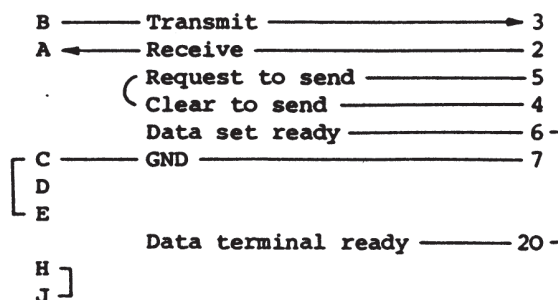 B Transmit 3
A Receive 2
Request to send 5
Clear to send 4
Data set ready 6
C GND 7
D
E
Data terminal ready 20
H
J